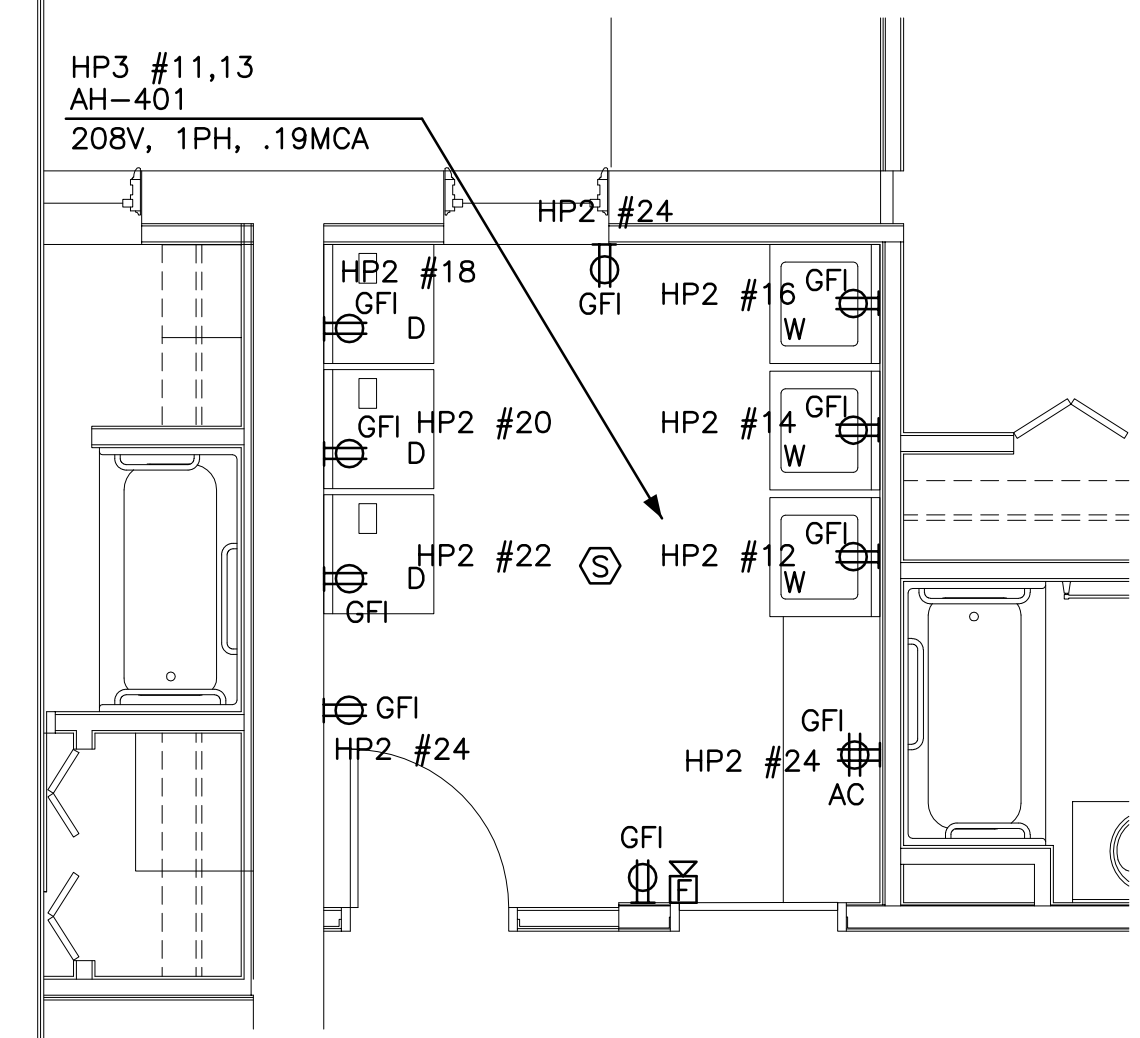 HP3 #11,13
AH-401
208V, 1PH, .19MCA
HP2 #24
GFI
HP2 #18
GFI
D
HP2 #16
GFI
W
HP2 #20
GFI
D
HP2 #14
GFI
W
HP2 #22
D
GFI
S
HP2 #12
GFI
W
GFI
HP2 #24
GFI
HP2 #24
AC
GFI
F